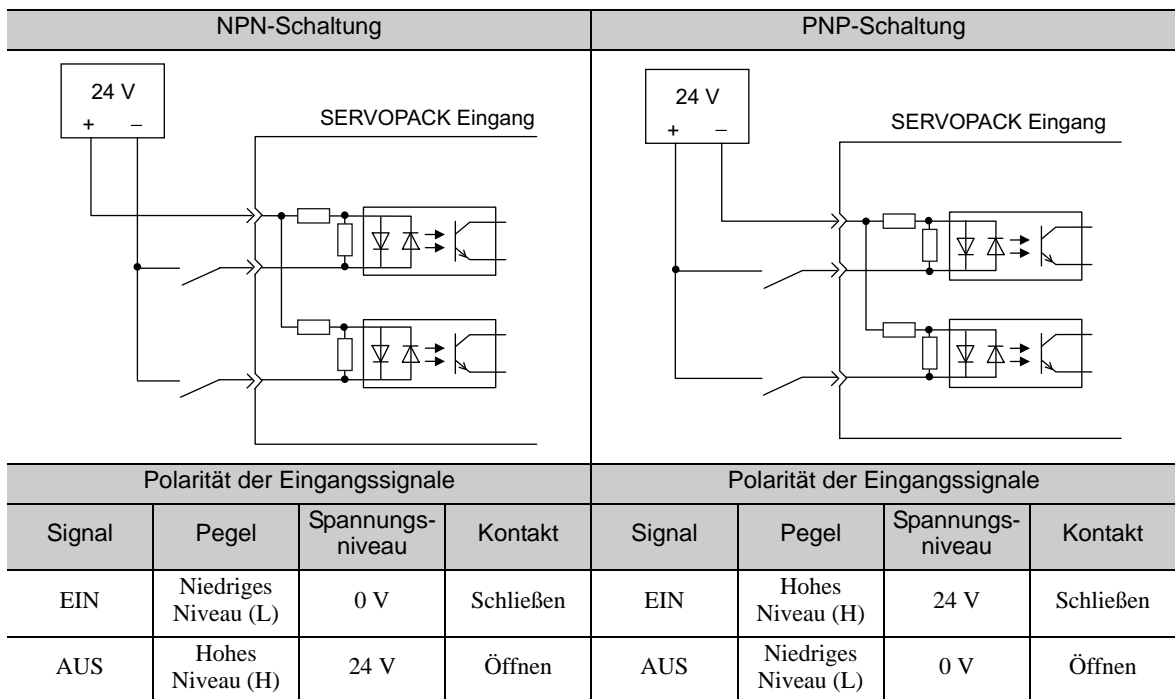 NPN-Schaltung
PNP-Schaltung
24 V
+ −
SERVOPACK Eingang
24 V
+ −
SERVOPACK Eingang
Polarität der Eingangssignale
Polarität der Eingangssignale
Signal Pegel Spannungs-
niveau Kontakt Signal Pegel Spannungs-
niveau Kontakt
EIN Niedriges
Niveau (L) 0 V Schließen EIN Hohes
Niveau (H) 24 V Schließen
AUS Hohes
Niveau (H) 24 V Öffnen AUS Niedriges
Niveau (L) 0 V Öffnen